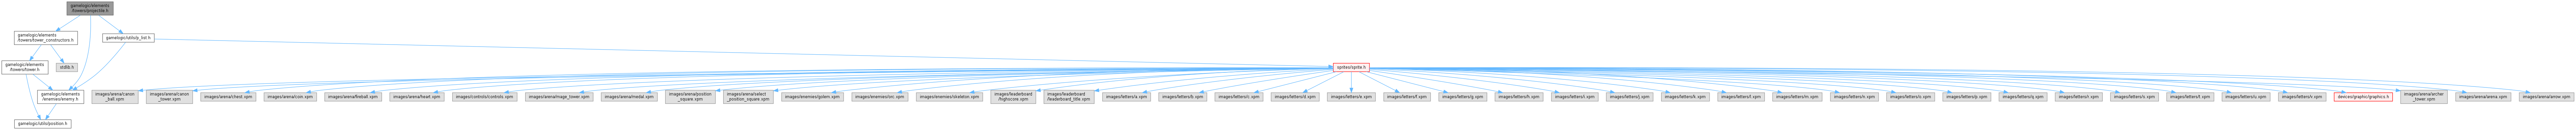 gamelogic/elements
/towers/projectile.h
gamelogic/elements
/towers/tower_constructors.h
gamelogic/utils/p_list.h
gamelogic/elements
/towers/tower.h
stdlib.h
sprites/sprite.h
gamelogic/elements
/enemies/enemy.h
images/arena/canon
_ball.xpm
images/arena/canon
_tower.xpm
images/arena/chest.xpm
images/arena/coin.xpm
images/arena/fireball.xpm
images/arena/heart.xpm
images/controls/controls.xpm
images/arena/mage_tower.xpm
images/arena/medal.xpm
images/arena/position
_square.xpm
images/arena/select
_position_square.xpm
images/enemies/golem.xpm
images/enemies/orc.xpm
images/enemies/skeleton.xpm
images/leaderboard
/highscore.xpm
images/leaderboard
/leaderboard_title.xpm
images/letters/a.xpm
images/letters/b.xpm
images/letters/c.xpm
images/letters/d.xpm
images/letters/e.xpm
images/letters/f.xpm
images/letters/g.xpm
images/letters/h.xpm
images/letters/i.xpm
images/letters/j.xpm
images/letters/k.xpm
images/letters/l.xpm
images/letters/m.xpm
images/letters/n.xpm
images/letters/o.xpm
images/letters/p.xpm
images/letters/q.xpm
images/letters/r.xpm
images/letters/s.xpm
images/letters/t.xpm
images/letters/u.xpm
images/letters/v.xpm
devices/graphic/graphics.h
images/arena/archer
_tower.xpm
images/arena/arena.xpm
images/arena/arrow.xpm
gamelogic/utils/position.h